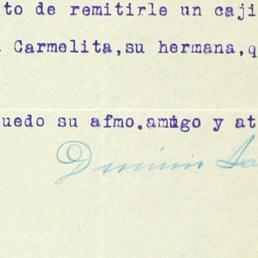 to de remitirle un caji
Carmelita,su hermana,q
uedo su afmo.amigo y at